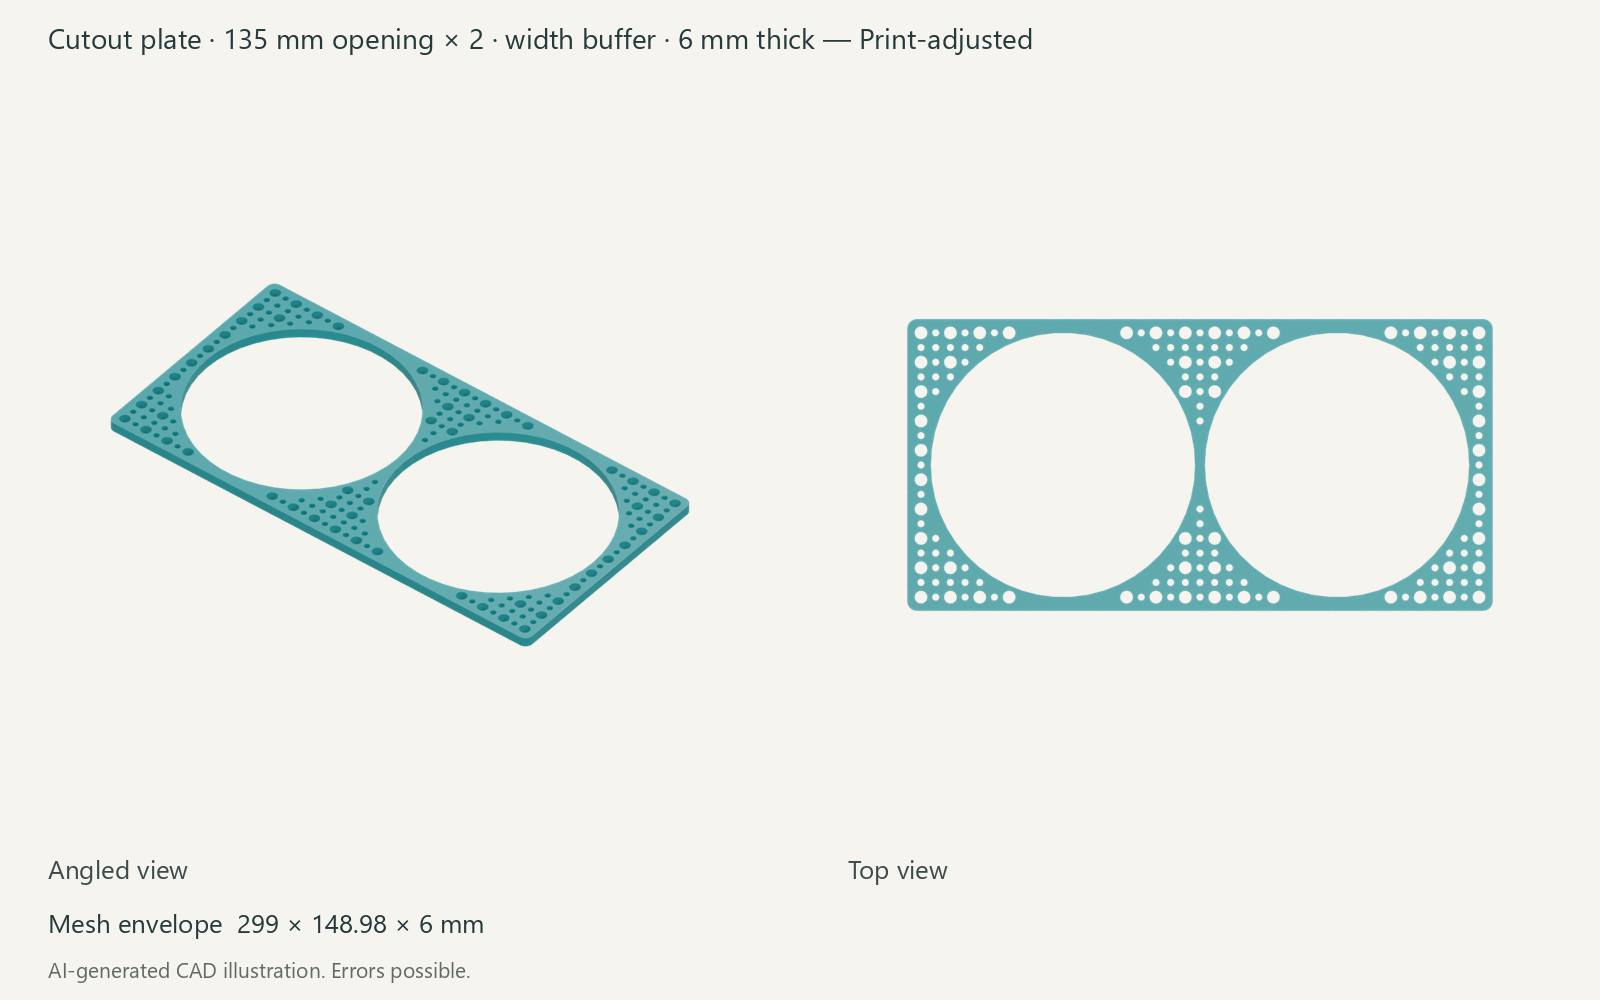 Cutout plate · 135 mm opening × 2 · width buffer · 6 mm thick — Print-adjusted
Angled view
Top view
Mesh envelope  299 × 148.98 × 6 mm
AI-generated CAD illustration. Errors possible.